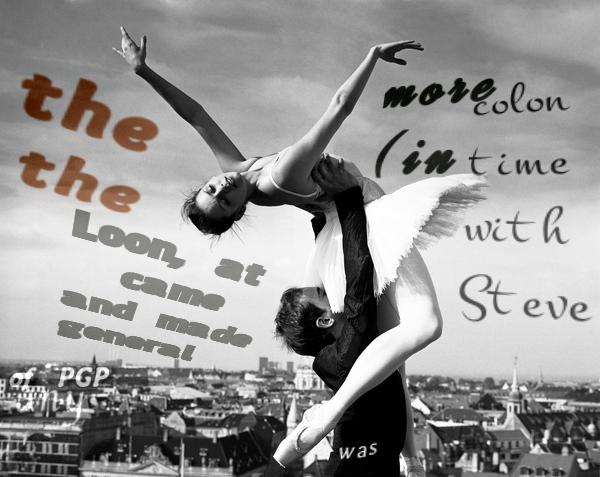 the
the
Loon, at
came
and made
general
of PGP
more
colon
(in time
with
Steve
was